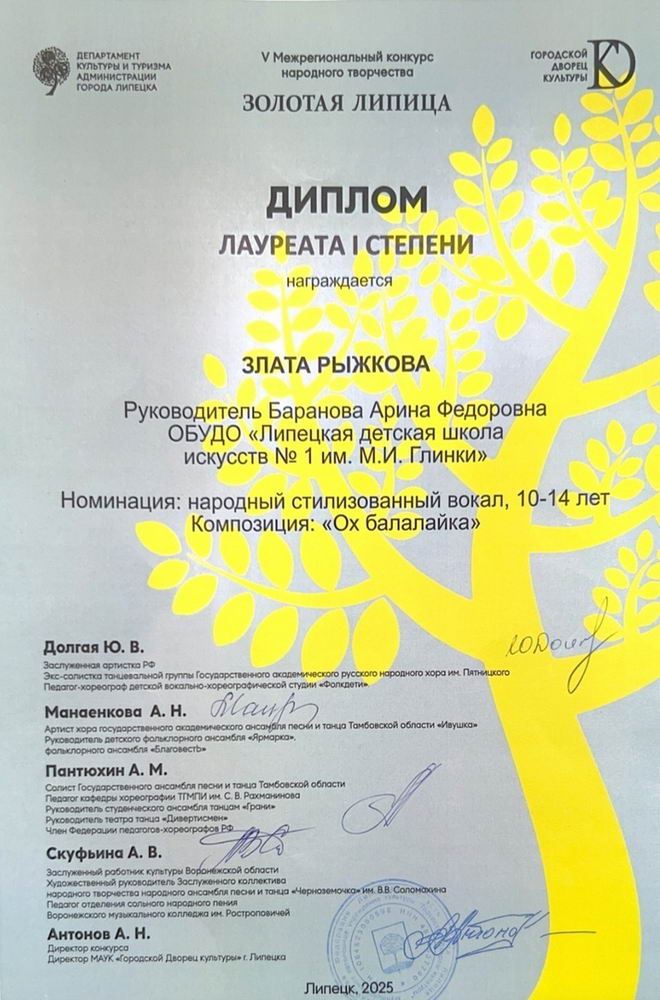 ДЕПАРТАМЕНТ
КУЛЬТУРЫ И ТУРИЗМА
АДМИНИСТРАЦИИ
ГОРОДА ЛИПЕЦКА
V Межрегиональный конкурс
народного творчества
ЗОЛОТАЯ ЛИПИЦА
ГОРОДСКОЙ
ДВОРЕЦ
КУЛЬТУРЫ
ДИПЛОМ
ЛАУРЕАТА I СТЕПЕНИ
награждается
ЗЛАТА РЫЖКОВА
Руководитель Баранова Арина Федоровна
ОБУДО «Липецкая детская школа
искусств № 1 им. М.И. Глинки»
Номинация: народный стилизованный вокал, 10-14 лет
Композиция: «Ох балалайка»
Долгая Ю. В.
Заслуженная артистка РФ
Экс-солистка танцевальной группы Государственного академического русского народного хора им. Пятницкого
Педагог-хореограф детской вокально-хореографической студии «Фолкдети».
Манаенкова А. Н.
Артист хора государственного академического ансамбля песни и танца Тамбовской области «Ивушка»
Руководитель детского фольклорного ансамбля «Ярмарка»,
фольклорного ансамбля «Благовестъ»
Пантюхин А. М.
Солист Государственного ансамбля песни и танца Тамбовской области
Педагог кафедры хореографии ТГМПИ им. С. В. Рахманинова
Руководитель студенческого ансамбля танцам «Грани»
Руководитель театра танца «Дивертисмен»
Член Федерации педагогов-хореографов РФ
Скуфьина А. В.
Заслуженный работник культуры Воронежской области
Художественный руководитель Заслуженного коллектива
народного творчества народного ансамбля песни и танца «Черноземочка» им. В.В. Соломахина
Педагог отделения сольного народного пения
Воронежского музыкального колледжа им. Ростроповичей
Антонов А. Н.
Директор конкурса
Директор МАУК «Городской Дворец культуры» г. Липецка
Липецк, 2025